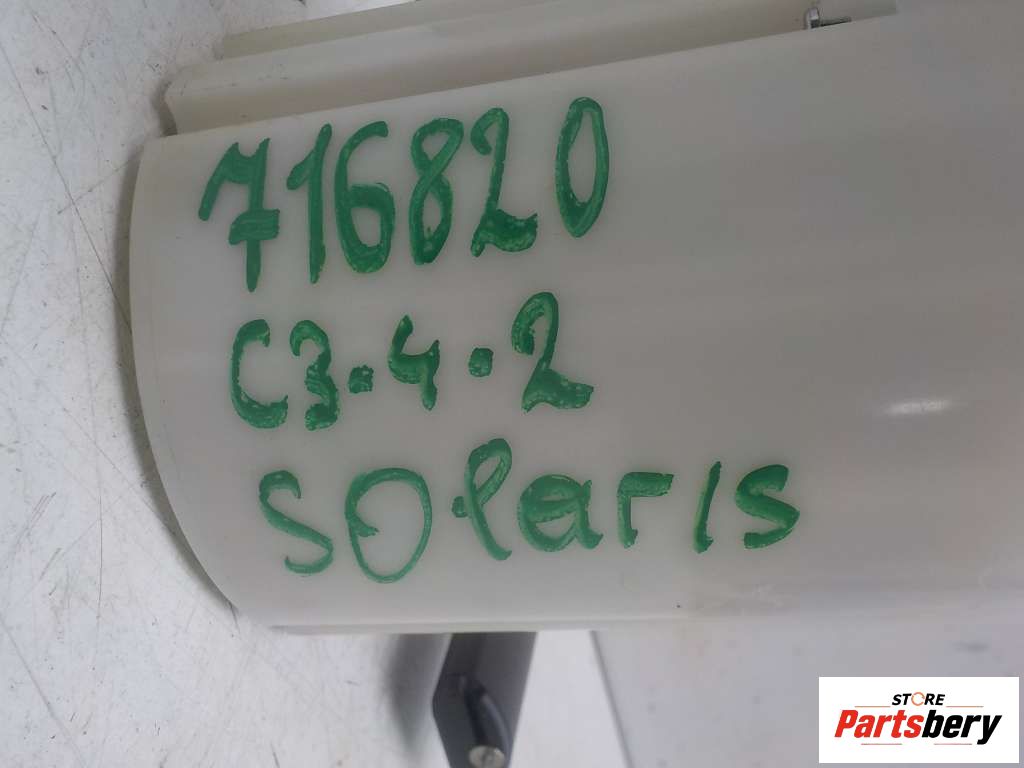 716820
C3.4.2
SOlaris
STORE
Partsbery